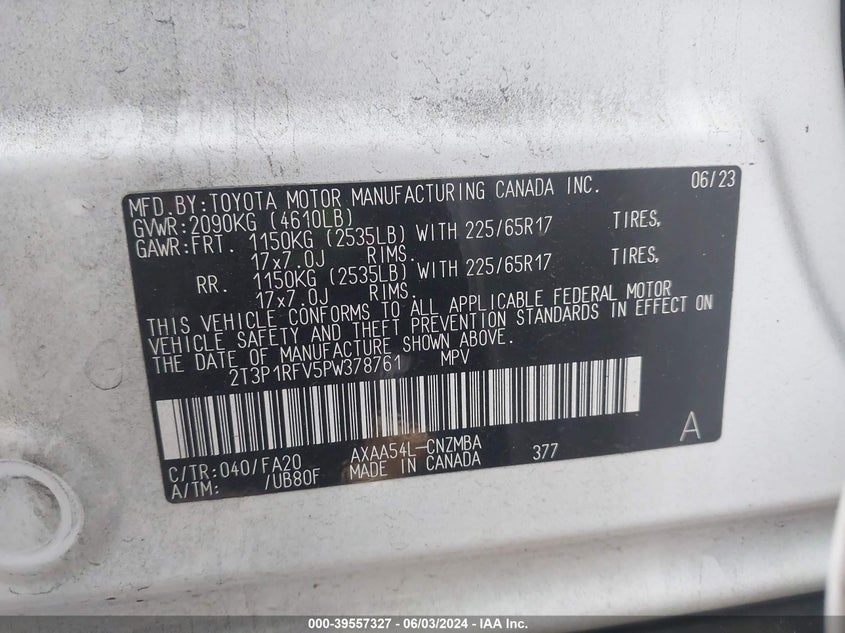 MFD.BY:TOYOTA MOTOR MANUFACTURING CANADA INC. 06/23
GVWR:2090KG (4610LB)
GAWR:FRT. 1150KG (2535LB) WITH 225/65R17 TIRES,
17x7.0J RIMS.
RR. 1150KG (2535LB) WITH 225/65R17 TIRES,
17x7.0J RIMS.
THIS VEHICLE CONFORMS TO ALL APPLICABLE FEDERAL MOTOR
VEHICLE SAFETY AND THEFT PREVENTION STANDARDS IN EFFECT ON
THE DATE OF MANUFACTURE SHOWN ABOVE.
2T3P1RFV5PW378761 MPV
C/TR:040/FA20 AXAA54L-CNZMBA 377 A
A/TM: /UB80F MADE IN CANADA
000-39557327 - 06/03/2024 - IAA Inc.